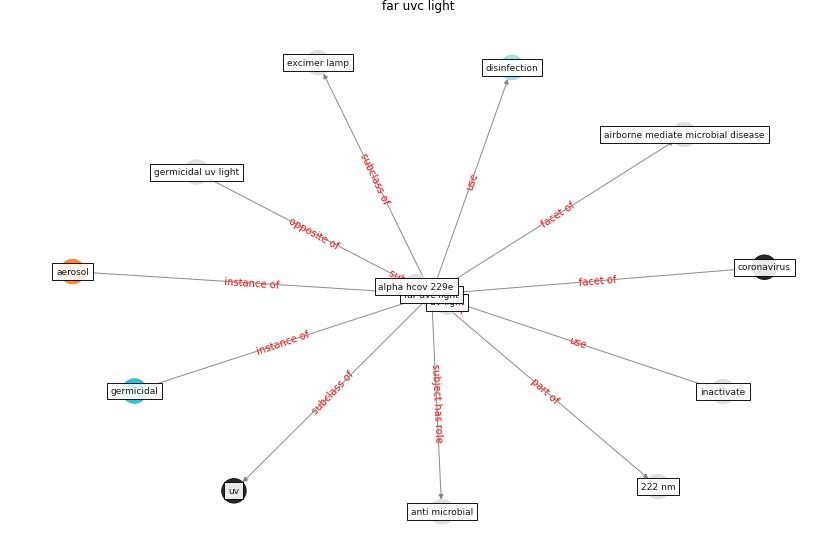 far uvc light
excimer lamp
disinfection
airborne mediate microbial disease
subclass of
use
germicidal uv light
facet of
opposite of
aerosol
instance of
facet of
coronavirus
alpha hcov 229e
far uvc light
uv light
instance of
use
germicidal
subclass of
subject has role
part of
inactivate
uv
anti microbial
222 nm